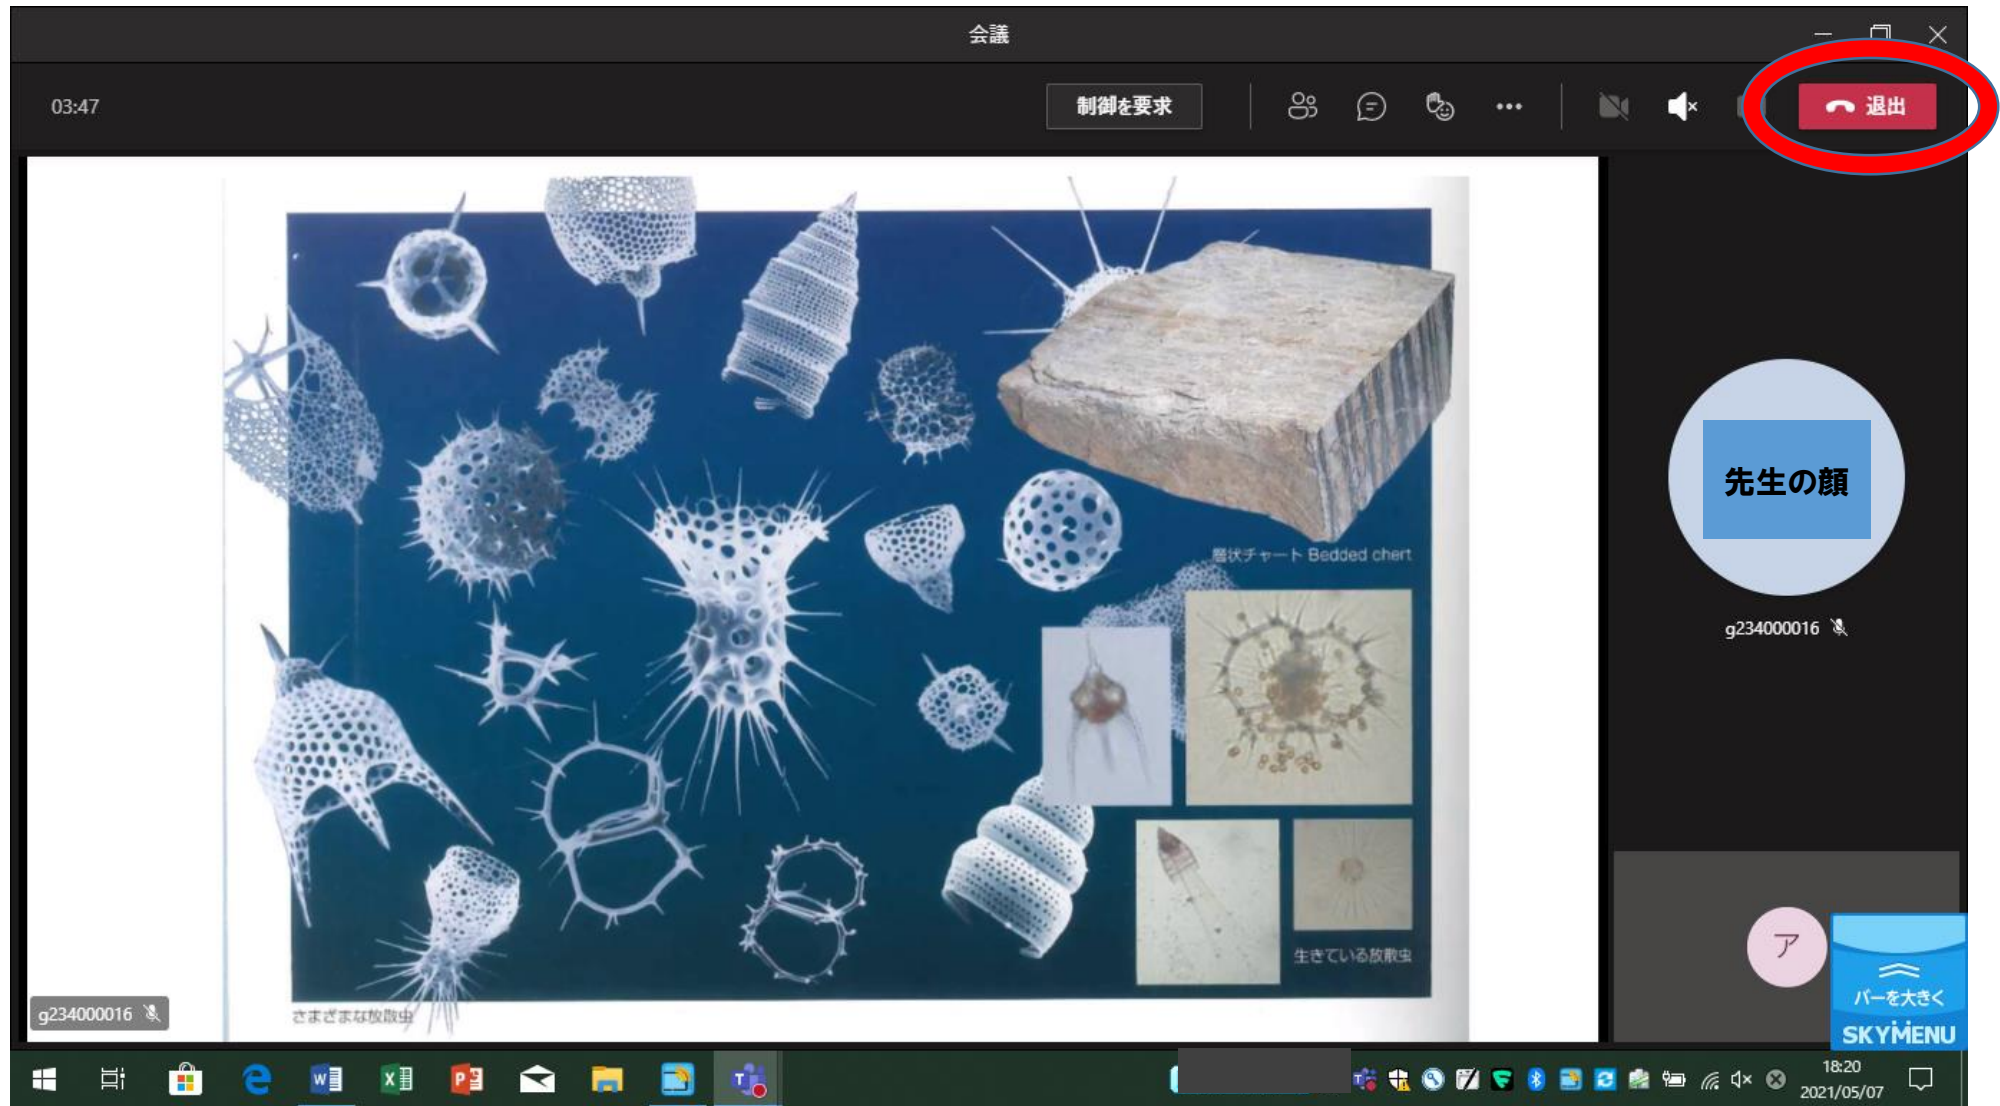 会議
03:47
制御を要求
退出
先生の顔
g234000016
層状チャート Bedded chert
生きている放散虫
さまざまな放散虫
g234000016
ア
バーを大きく
SKYMENU
18:20
2021/05/07